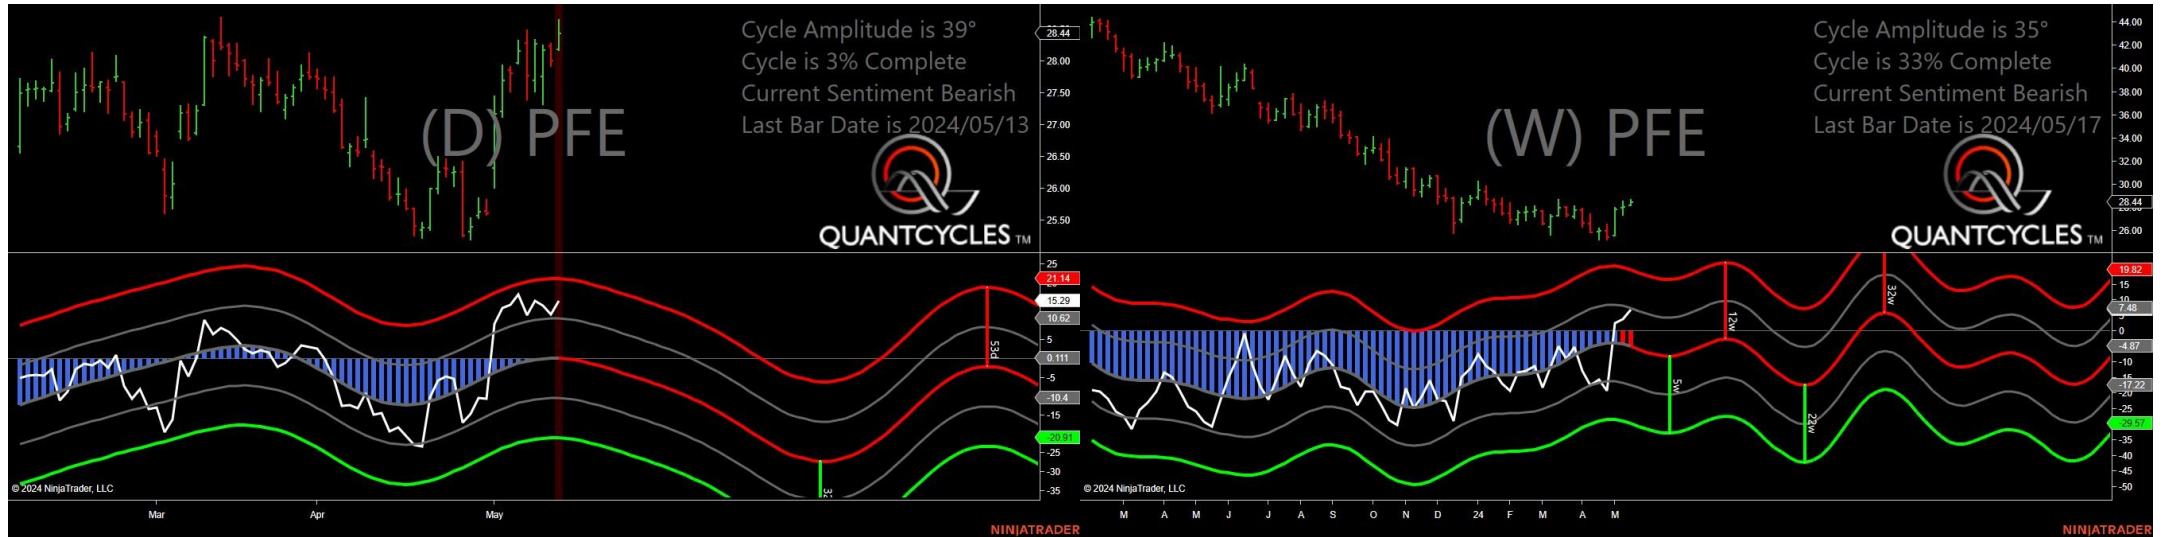 Cycle Amplitude is 39°
Cycle is 3% Complete
Current Sentiment Bearish
Last Bar Date is 2024/05/13
(D) PFE
QUANTCYCLES TM
28.44
28.00
27.50
27.00
26.50
26.00
25.50
25
21.14
15.29
10.62
5
0.111
-5
-10.4
-15
-20.91
-25
-30
-35
53d
© 2024 NinjaTrader, LLC
Mar Apr May
NINJATRADER
Cycle Amplitude is 35°
Cycle is 33% Complete
Current Sentiment Bearish
Last Bar Date is 2024/05/17
(W) PFE
QUANTCYCLES TM
44.00
42.00
40.00
38.00
36.00
34.00
32.00
30.00
28.44
26.00
19.82
15
10
7.48
0
-4.87
-10
-17.22
-25
-29.57
-35
-40
-45
-50
5w
12w
22w
32w
© 2024 NinjaTrader, LLC
M A M J J A S O N D 24 F M A M
NINJATRADER